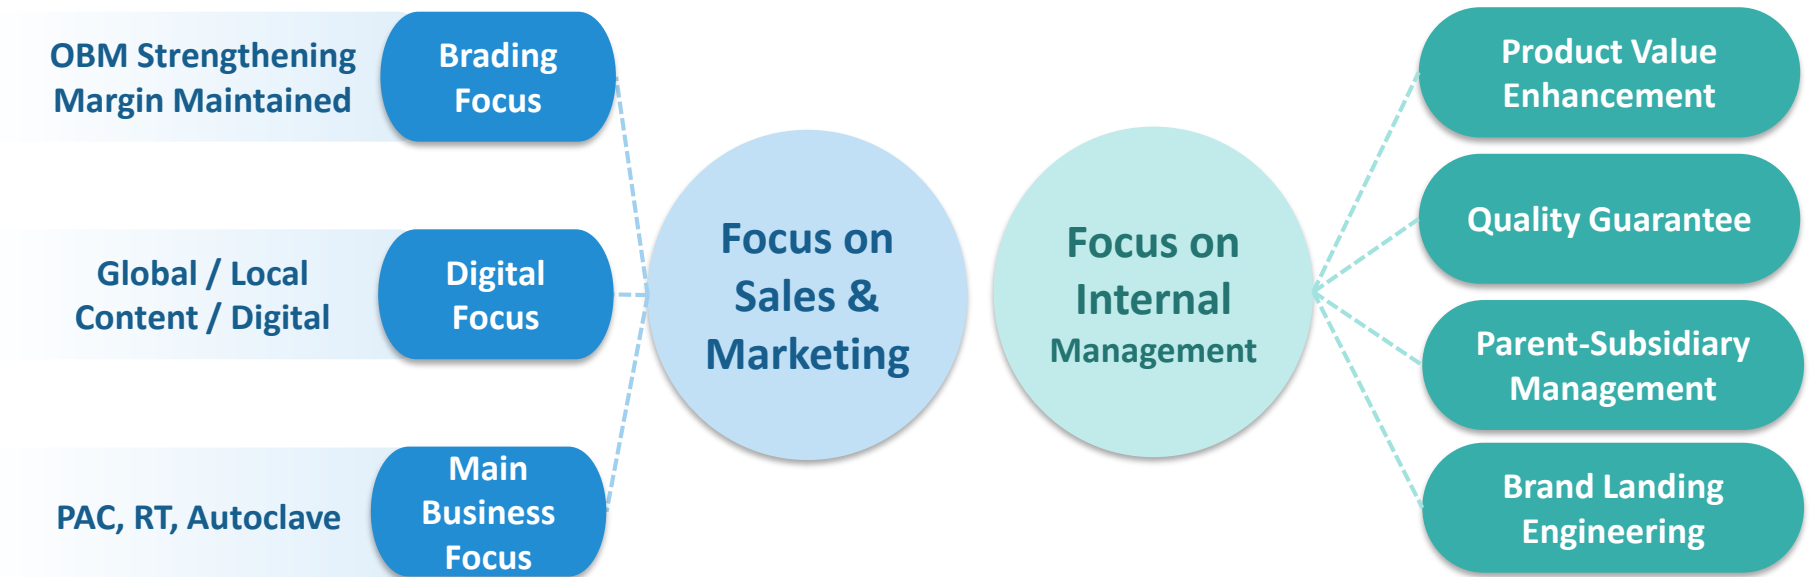 OBM Strengthening
Margin Maintained
Brading
Focus
Global / Local
Content / Digital
Digital
Focus
PAC, RT, Autoclave
Main
Business
Focus
Focus on
Sales &
Marketing
Focus on
Internal
Management
Product Value
Enhancement
Quality Guarantee
Parent-Subsidiary
Management
Brand Landing
Engineering